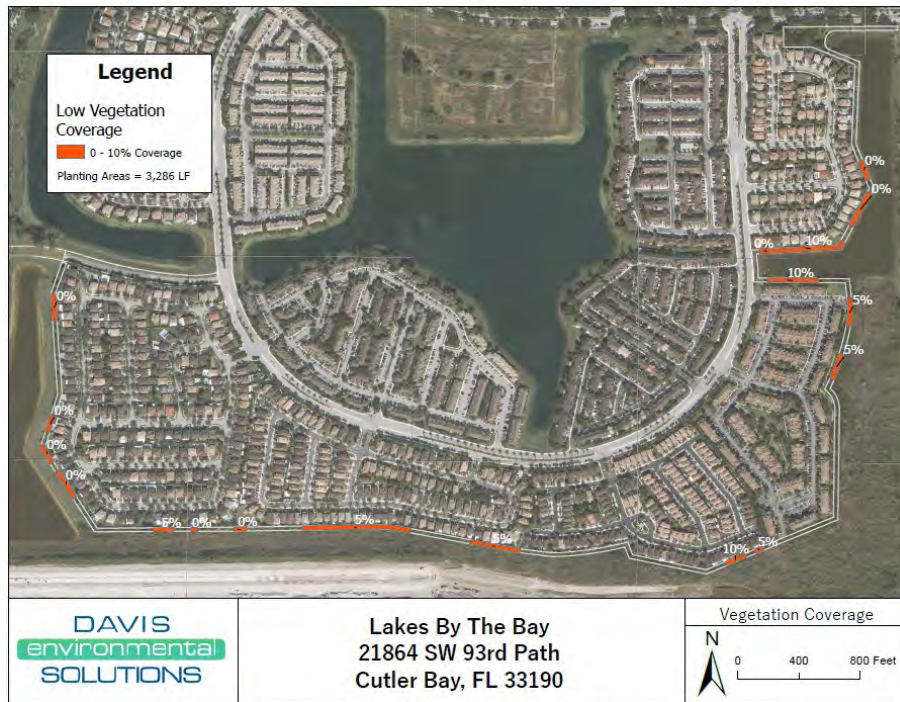 Legend
Low Vegetation
Coverage
0 - 10% Coverage
Planting Areas = 3,286 LF
0%
0%
0%
10%
10%
0%
5%
5%
0%
0%
0%
5%
0%
0%
5%
5%
10%
5%
DAVIS
environmental
SOLUTIONS
Lakes By The Bay
21864 SW 93rd Path
Cutler Bay, FL 33190
Vegetation Coverage
N
0 400 800 Feet